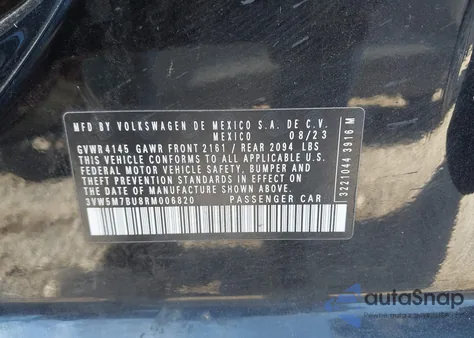 MFD BY VOLKSWAGEN DE MEXICO S.A. DE C.V.
MEXICO 08/23
GVWR 4145 GAWR FRONT 2161 / REAR 2094 LBS
THIS VEHICLE CONFORMS TO ALL APPLICABLE
FEDERAL MOTOR VEHICLE SAFETY, BUMPER AND
THEFT PREVENTION STANDARDS IN EFFECT ON
THE DATE OF MANUFACTURE SHOWN ABOVE
3VW5M7BU8RM006820 PASSENGER CAR
3221044 3916 M
autoSnap